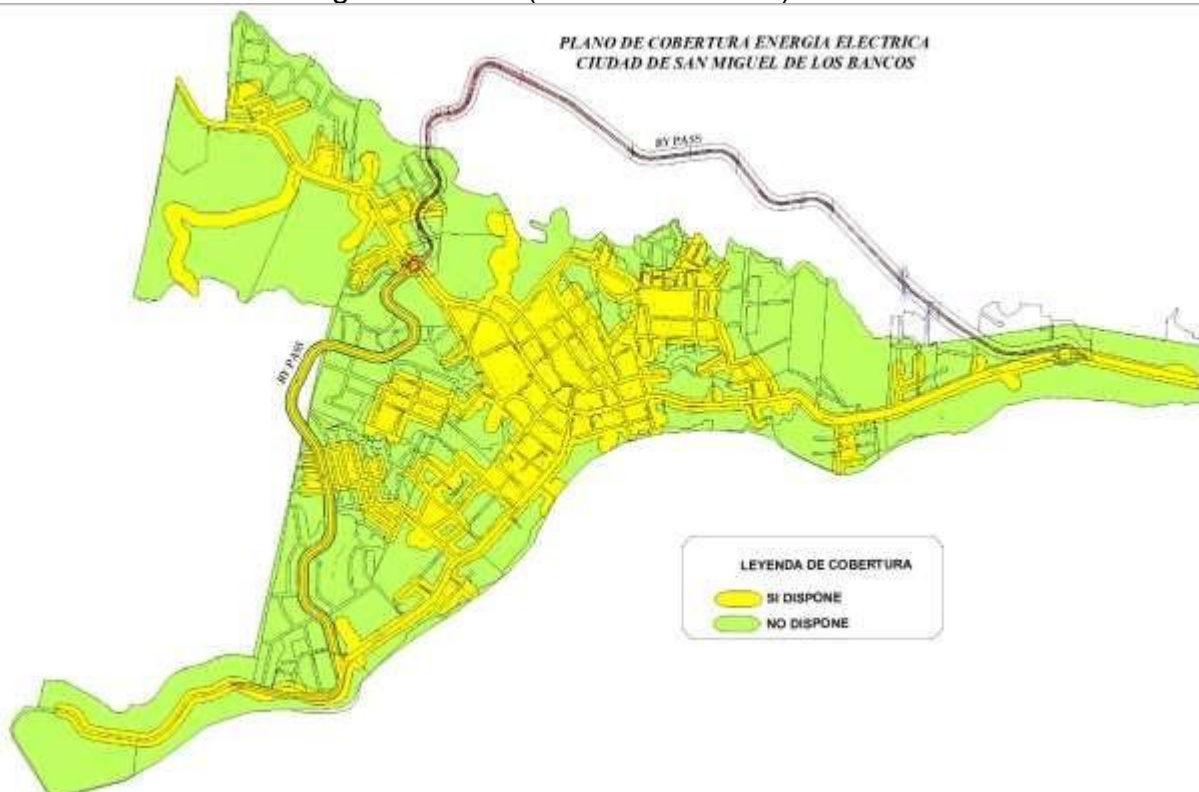 PLANO DE COBERTURA ENERGIA ELECTRICA
CIUDAD DE SAN MIGUEL DE LOS BANCOS
BY PASS
BY PASS
LEYENDA DE COBERTURA
SI DISPONE
NO DISPONE